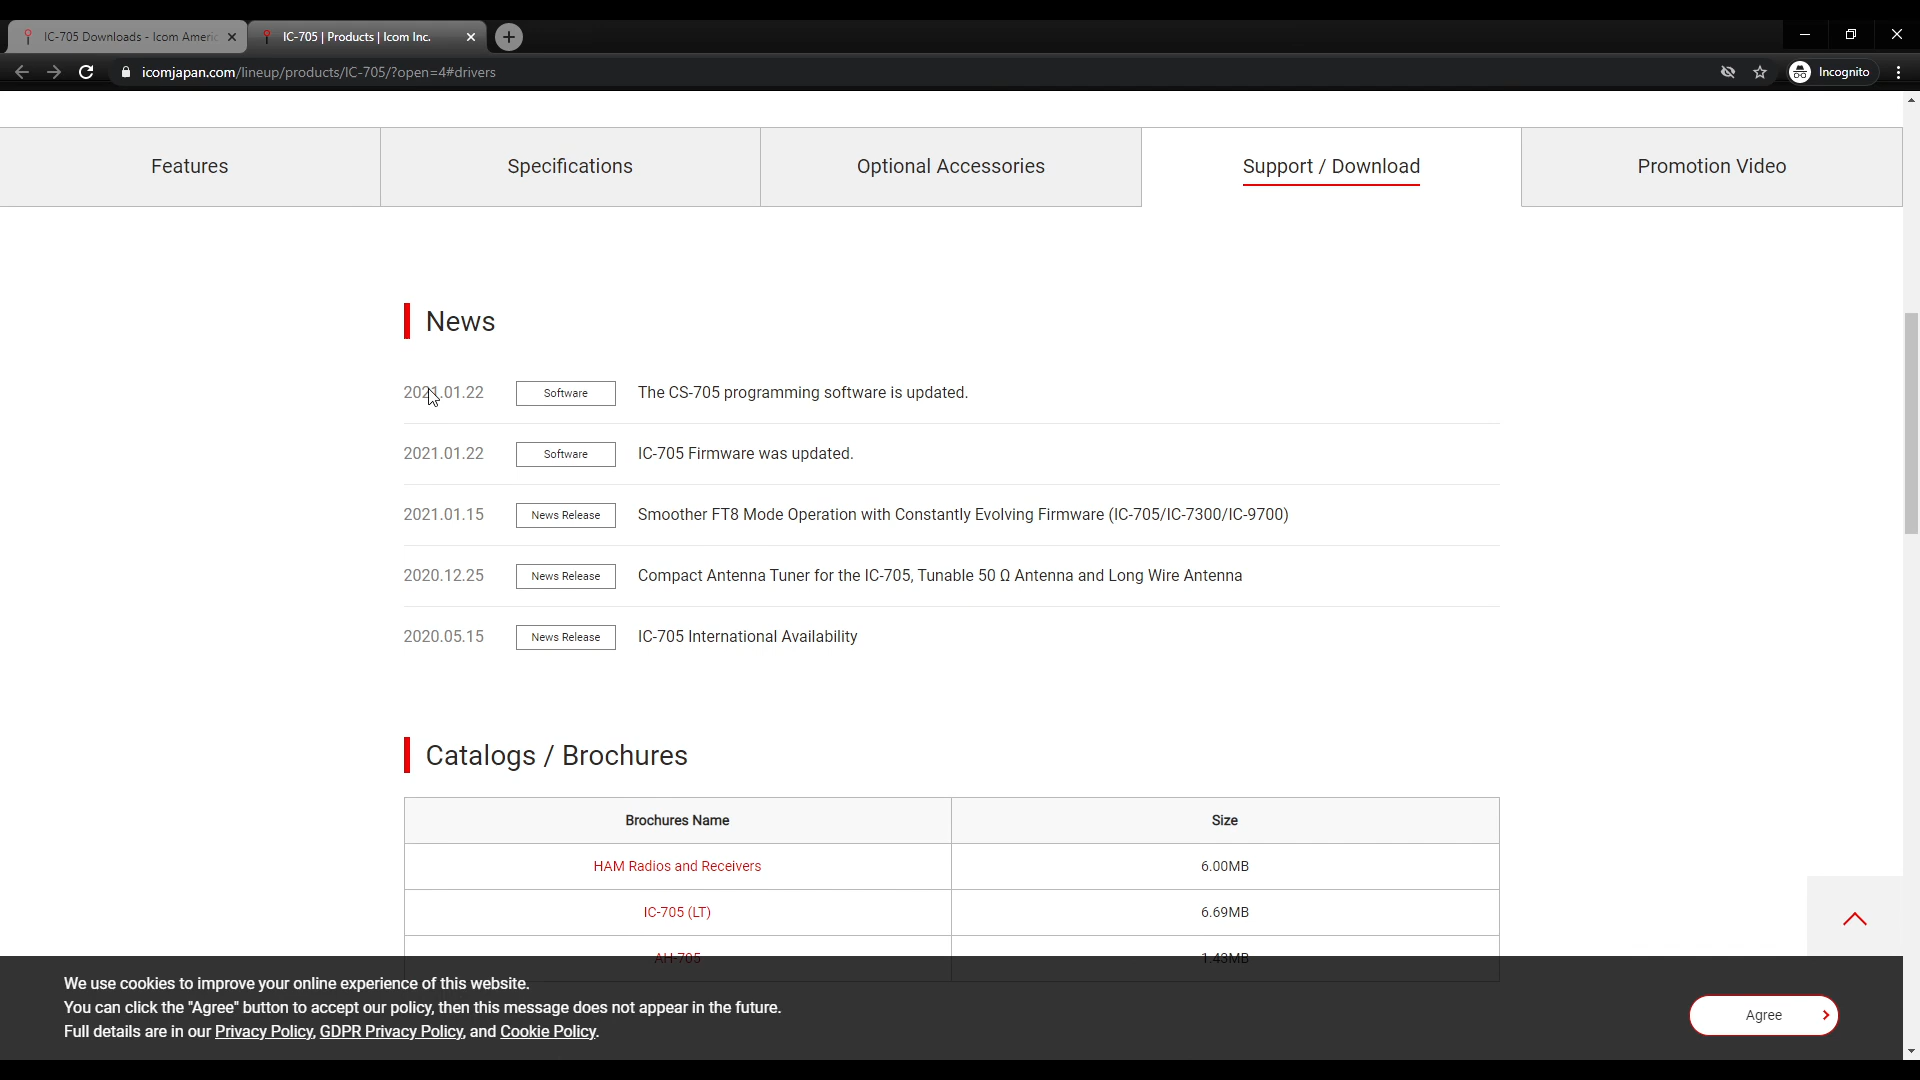 IC-705 Downloads - Icom Americ
IC-705 | Products | Icom Inc.
icomjapan.com/lineup/products/IC-705/?open=4#drivers
Incognito
Features
Specifications
Optional Accessories
Support / Download
Promotion Video
News
2021.01.22 Software The CS-705 programming software is updated.
2021.01.22 Software IC-705 Firmware was updated.
2021.01.15 News Release Smoother FT8 Mode Operation with Constantly Evolving Firmware (IC-705/IC-7300/IC-9700)
2020.12.25 News Release Compact Antenna Tuner for the IC-705, Tunable 50 Ω Antenna and Long Wire Antenna
2020.05.15 News Release IC-705 International Availability
Catalogs / Brochures
Brochures Name Size
HAM Radios and Receivers 6.00MB
IC-705 (LT) 6.69MB
AH-705 1.43MB
We use cookies to improve your online experience of this website.
You can click the "Agree" button to accept our policy, then this message does not appear in the future.
Full details are in our Privacy Policy, GDPR Privacy Policy, and Cookie Policy.
Agree